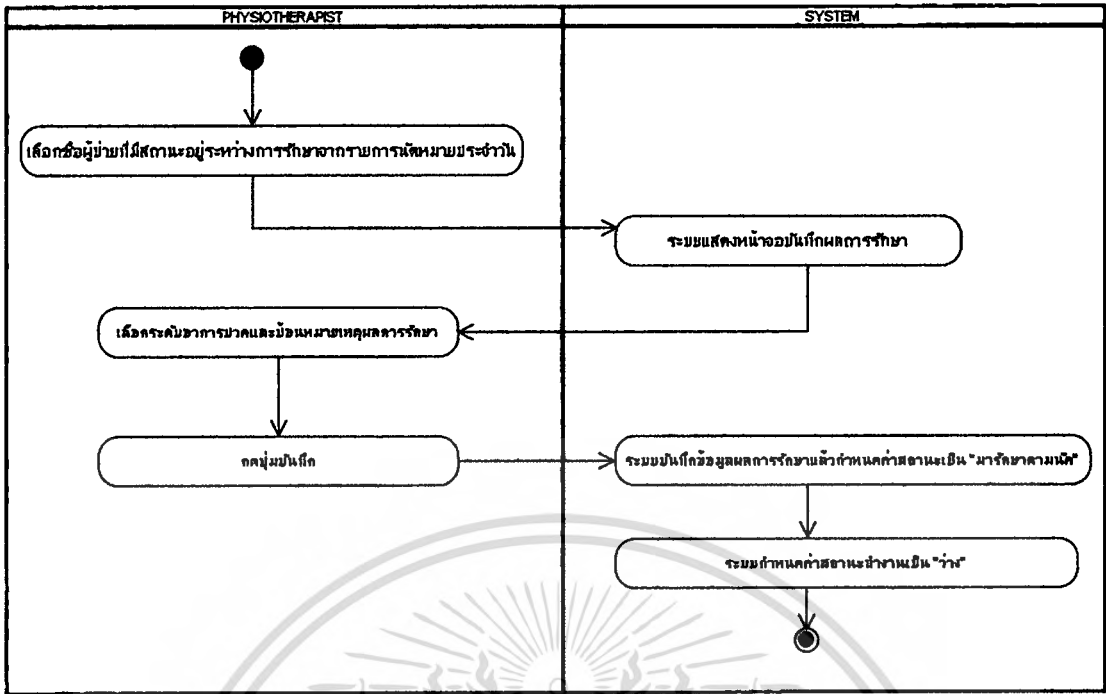 PHYSIOTHERAPIST
SYSTEM
เลือกชื่อผู้ป่วยที่มีสถานะอยู่ระหว่างการรักษาจากรายการนัดหมายประจำวัน
ระบบแสดงหน้าจอบันทึกผลการรักษา
เลือกระดับอาการปวดและป้อนหมายเหตุผลการรักษา
กดปุ่มบันทึก
ระบบบันทึกข้อมูลผลการรักษาแล้วกำหนดค่าสถานะเป็น "มารักษาตามนัด"
ระบบกำหนดค่าสถานะทำงานเป็น "ว่าง"